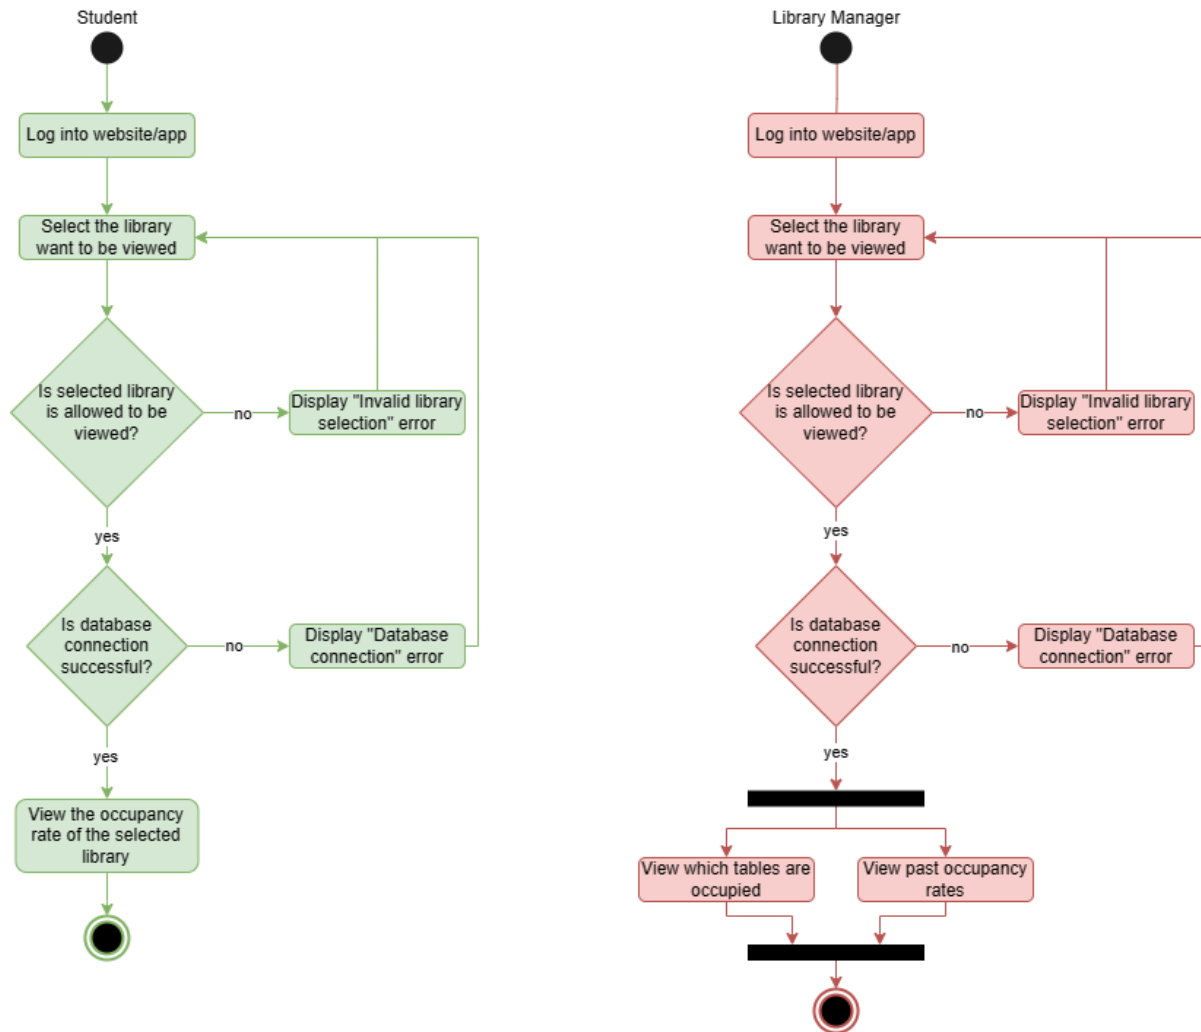 Student
Log into website/app
Select the library
want to be viewed
Is selected library
is allowed to be
viewed?
no
Display "Invalid library
selection" error
yes
Is database
connection
successful?
no
Display "Database
connection" error
yes
View the occupancy
rate of the selected
library
Library Manager
Log into website/app
Select the library
want to be viewed
Is selected library
is allowed to be
viewed?
no
Display "Invalid library
selection" error
yes
Is database
connection
successful?
no
Display "Database
connection" error
yes
View which tables are
occupied
View past occupancy
rates